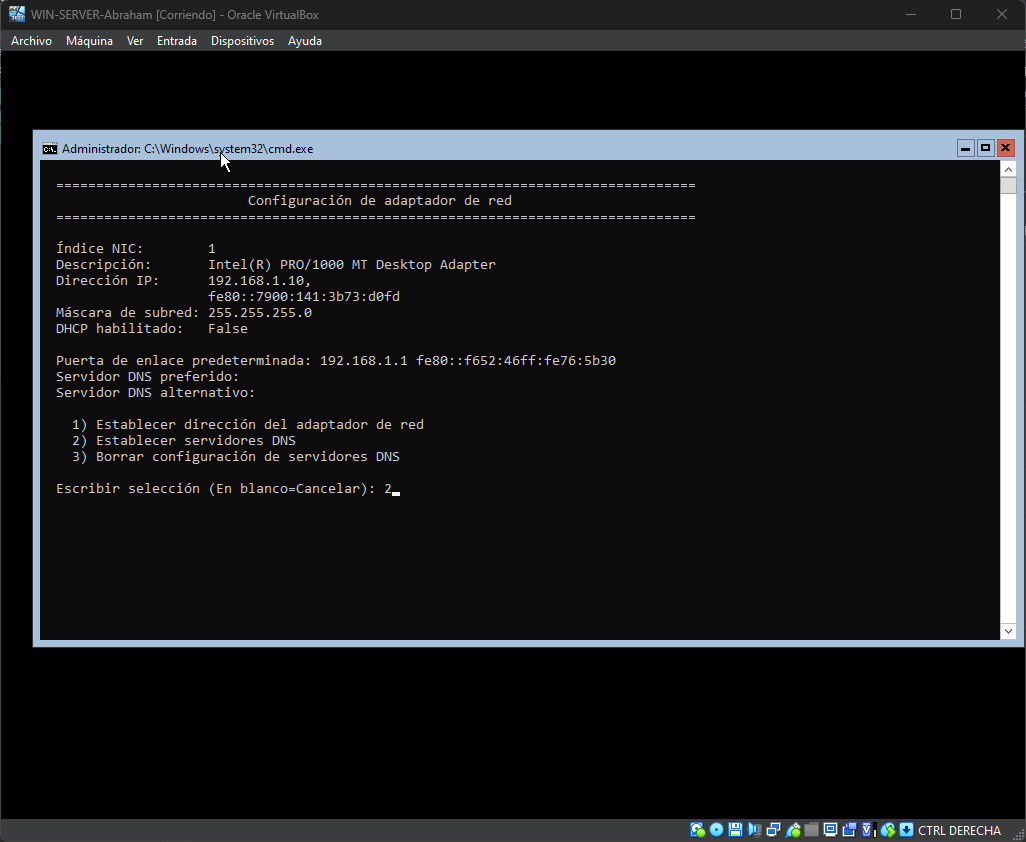 WIN-SERVER-Abraham [Corriendo] - Oracle VirtualBox
Archivo Máquina Ver Entrada Dispositivos Ayuda
Administrador: C:\Windows\system32\cmd.exe
================================================================================
Configuración de adaptador de red
================================================================================
Índice NIC: 1
Descripción: Intel(R) PRO/1000 MT Desktop Adapter
Dirección IP: 192.168.1.10,
fe80::7900:141:3b73:d0fd
Máscara de subred: 255.255.255.0
DHCP habilitado: False
Puerta de enlace predeterminada: 192.168.1.1 fe80::f652:46ff:fe76:5b30
Servidor DNS preferido:
Servidor DNS alternativo:
1) Establecer dirección del adaptador de red
2) Establecer servidores DNS
3) Borrar configuración de servidores DNS
Escribir selección (En blanco=Cancelar): 2
CTRL DERECHA